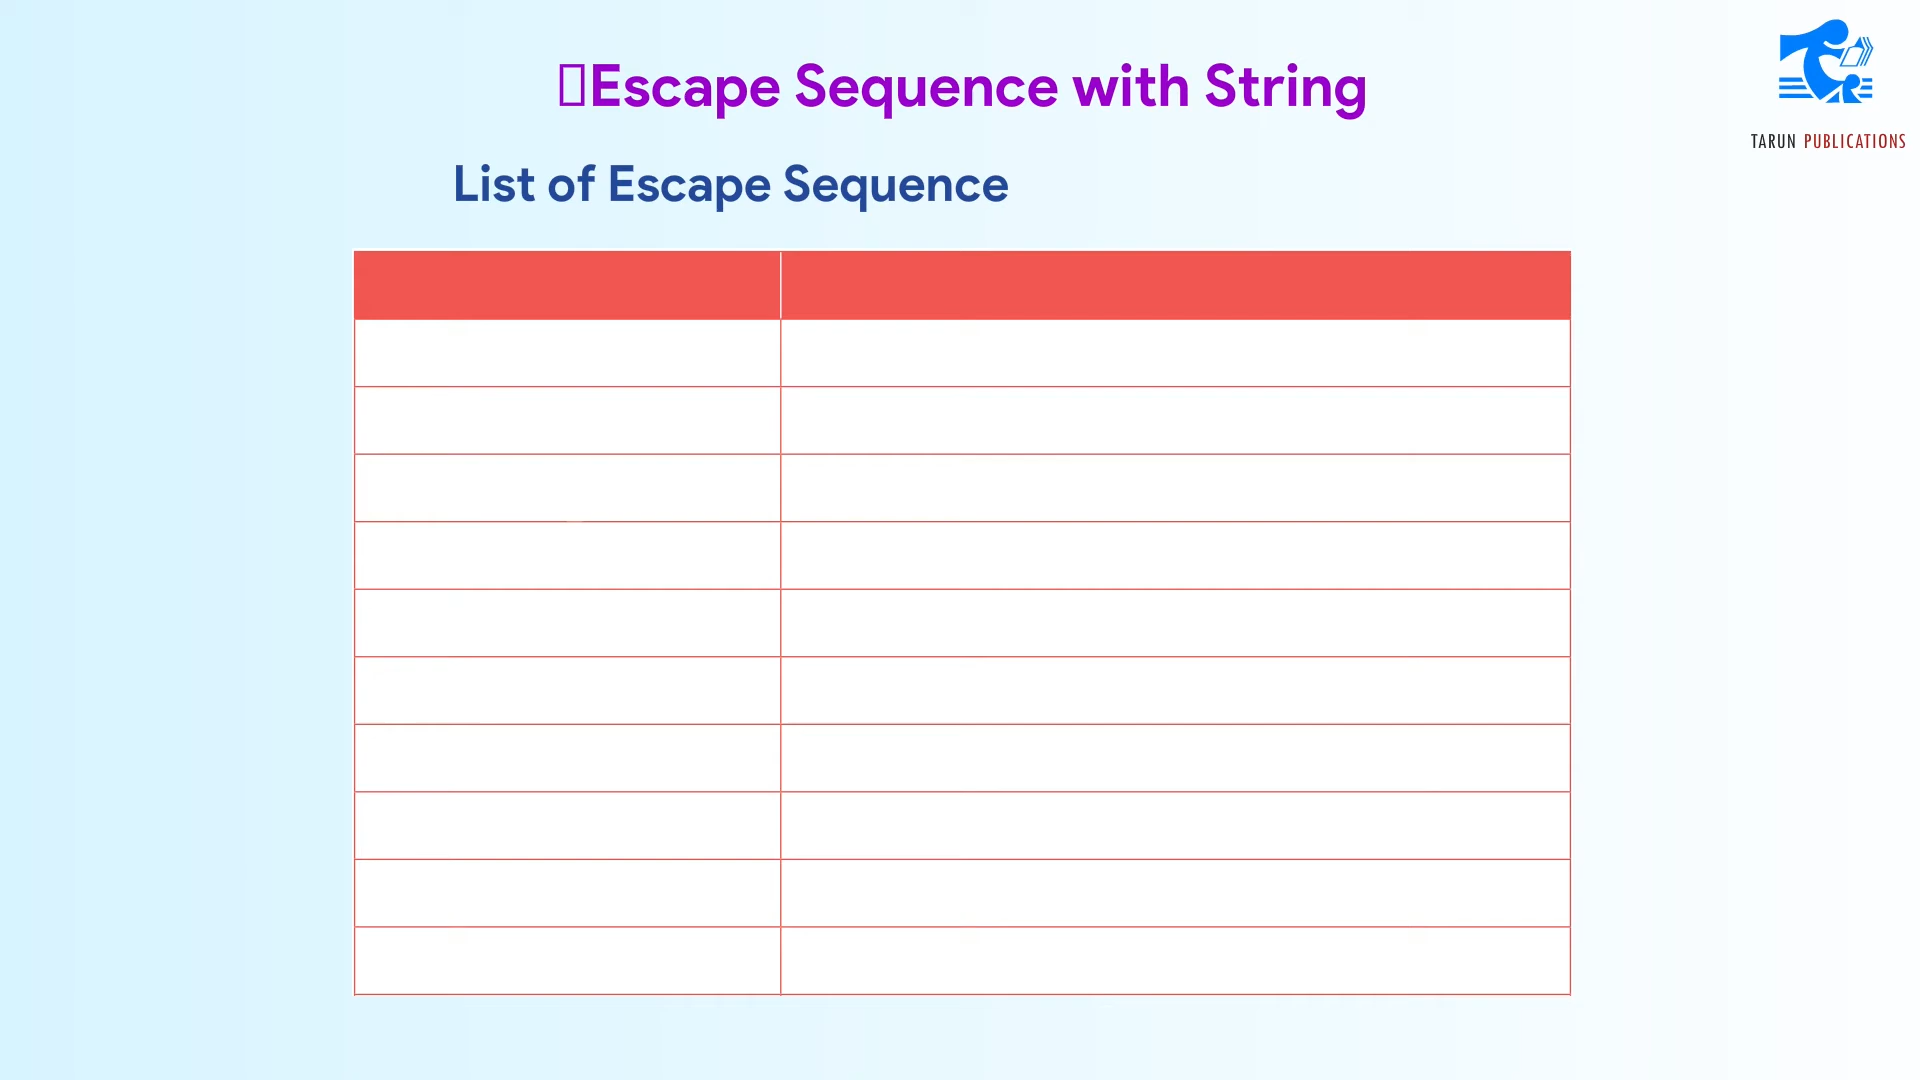 Escape Sequence with String
List of Escape Sequence
TARUN PUBLICATIONS